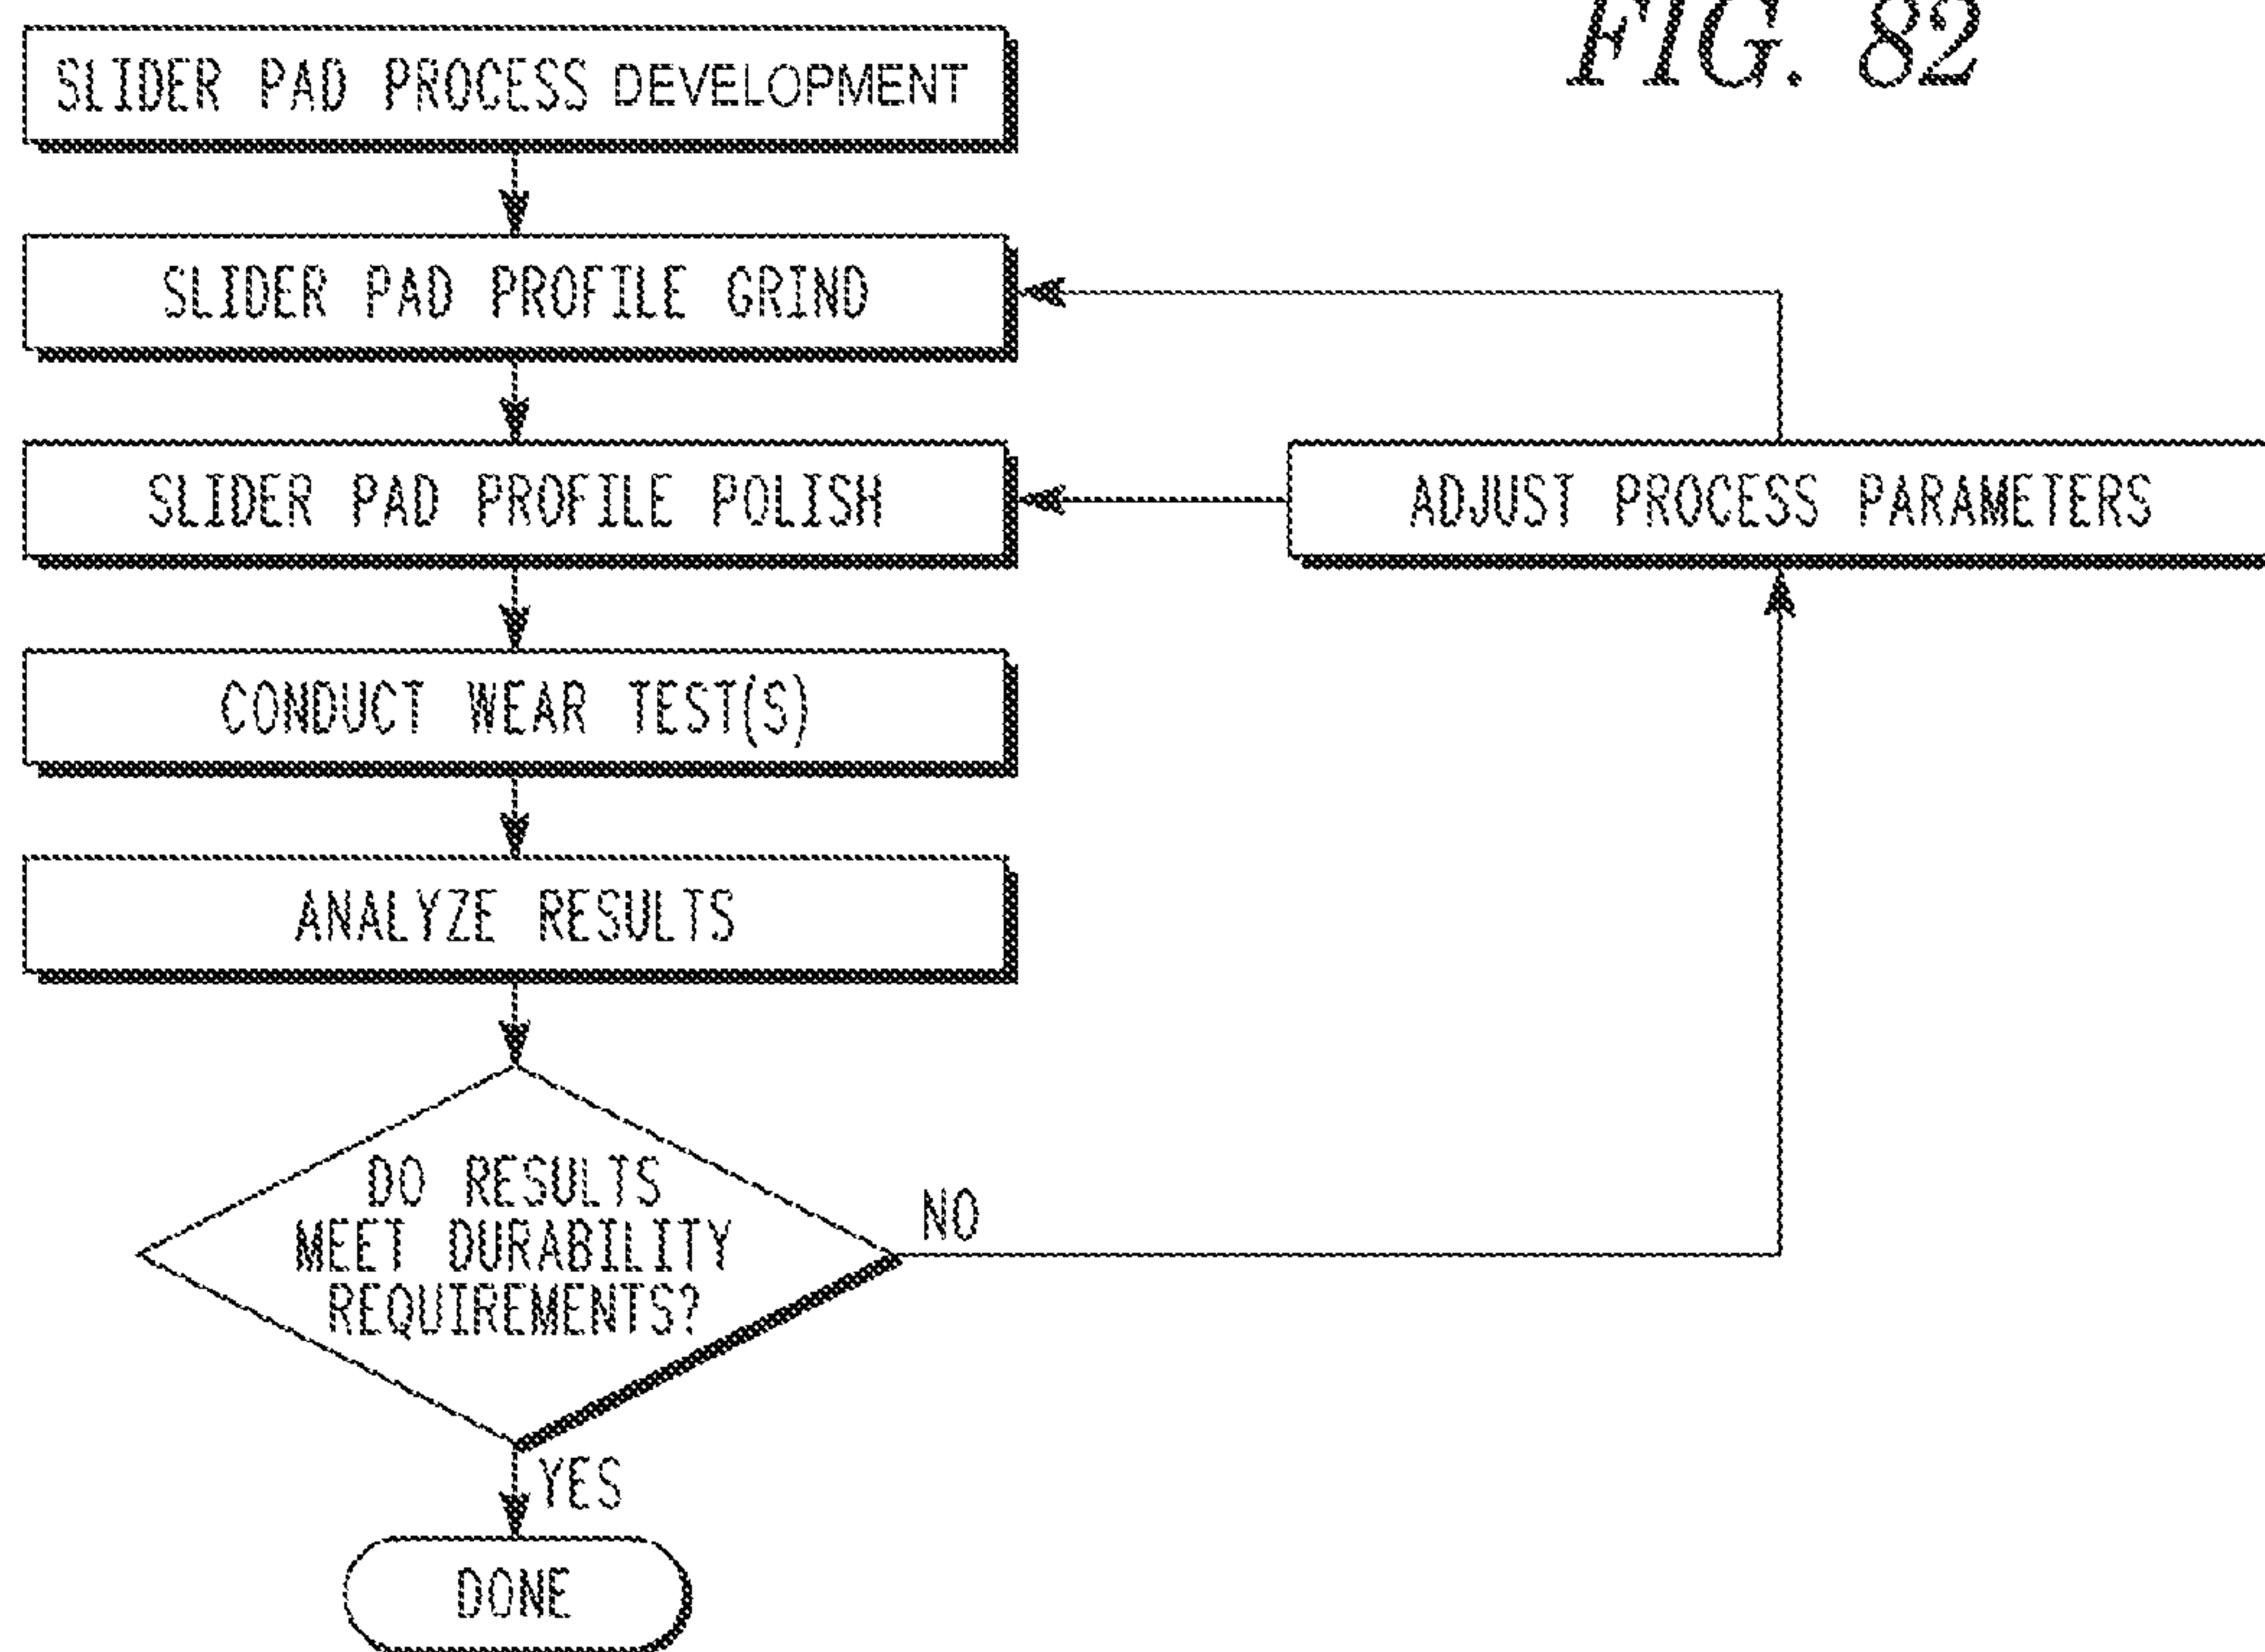 FIG. 82
SLIDER PAD PROCESS DEVELOPMENT
SLIDER PAD PROFILE GRIND
SLIDER PAD PROFILE POLISH
ADJUST PROCESS PARAMETERS
CONDUCT WEAR TEST(S)
ANALYZE RESULTS
DO RESULTS
MEET DURABILITY
REQUIREMENTS?
NO
YES
DONE